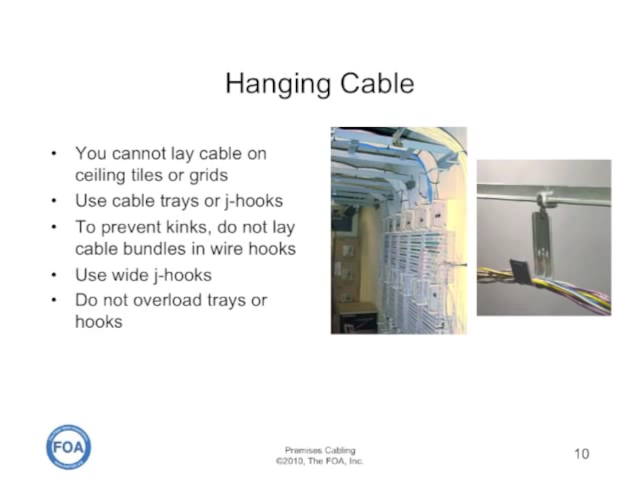 Hanging Cable
• You cannot lay cable on
ceiling tiles or grids
• Use cable trays or j-hooks
• To prevent kinks, do not lay
cable bundles in wire hooks
• Use wide j-hooks
• Do not overload trays or
hooks
FOA
Premises Cabling
©2010, The FOA, Inc.
10